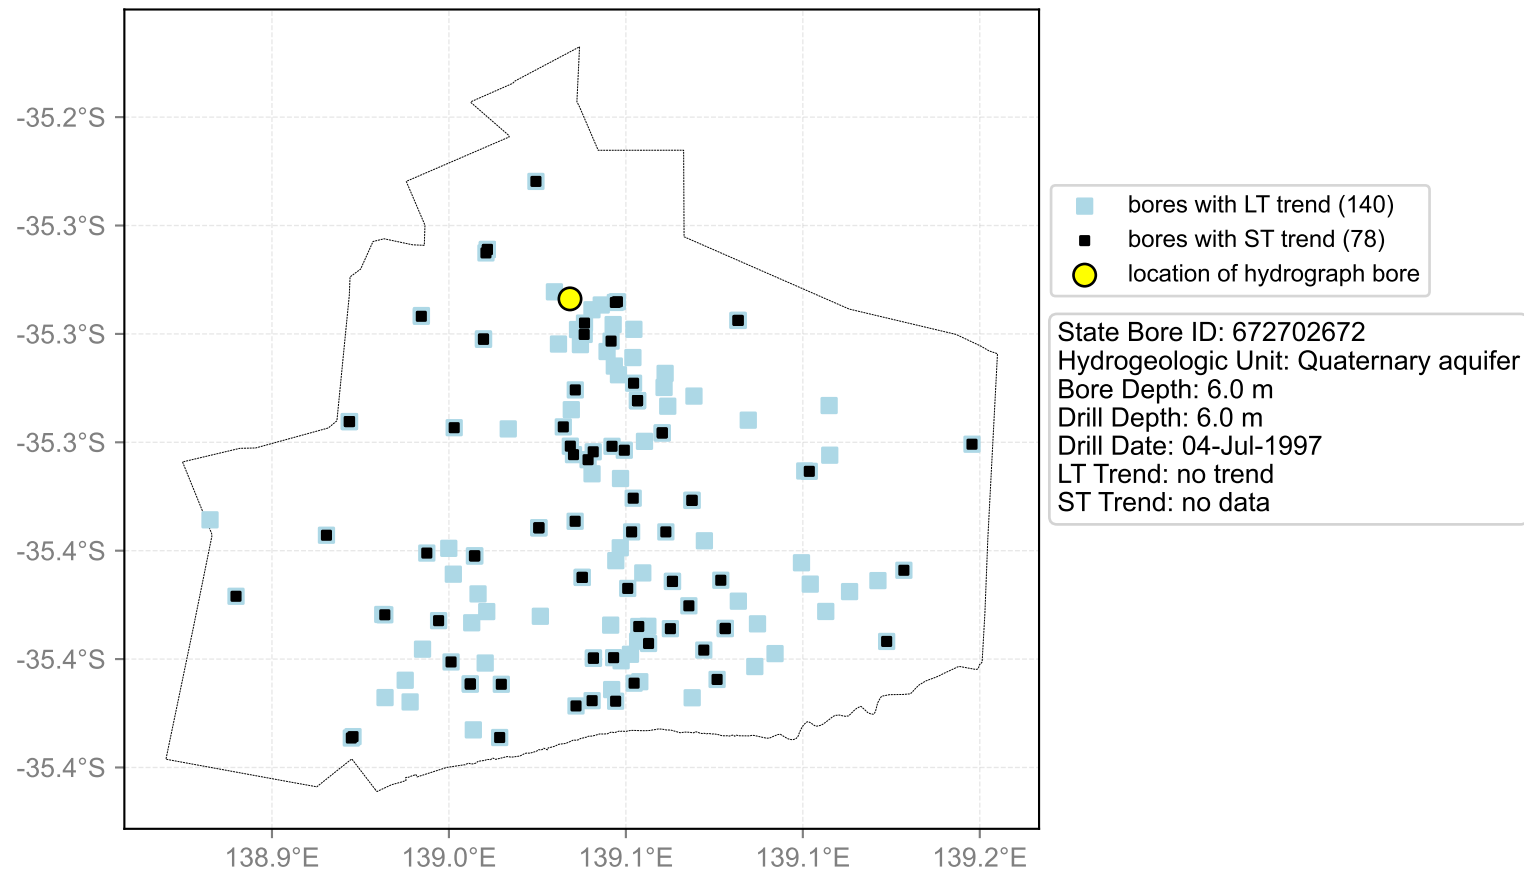 -35.2°S
-35.3°S
-35.3°S
-35.3°S
-35.4°S
-35.4°S
-35.4°S
138.9°E
139.0°E
139.1°E
139.1°E
139.2°E
bores with LT trend (140)
bores with ST trend (78)
location of hydrograph bore
State Bore ID: 672702672
Hydrogeologic Unit: Quaternary aquifer
Bore Depth: 6.0 m
Drill Depth: 6.0 m
Drill Date: 04-Jul-1997
LT Trend: no trend
ST Trend: no data